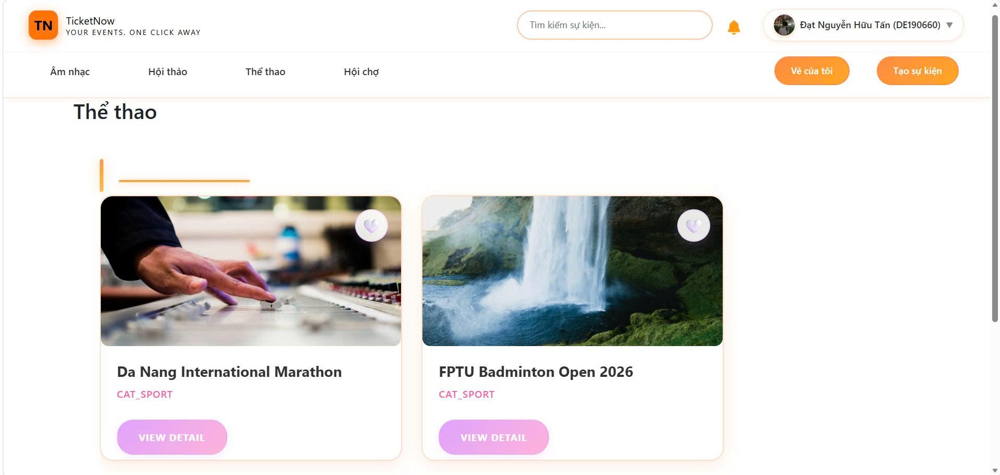 TN
TicketNow
YOUR EVENTS, ONE CLICK AWAY
Tìm kiếm sự kiện...
Đạt Nguyễn Hữu Tấn (DE190660)
Âm nhạc
Hội thảo
Thể thao
Hội chợ
Vé của tôi
Tạo sự kiện
Thể thao
Da Nang International Marathon
CAT_SPORT
VIEW DETAIL
FPTU Badminton Open 2026
CAT_SPORT
VIEW DETAIL